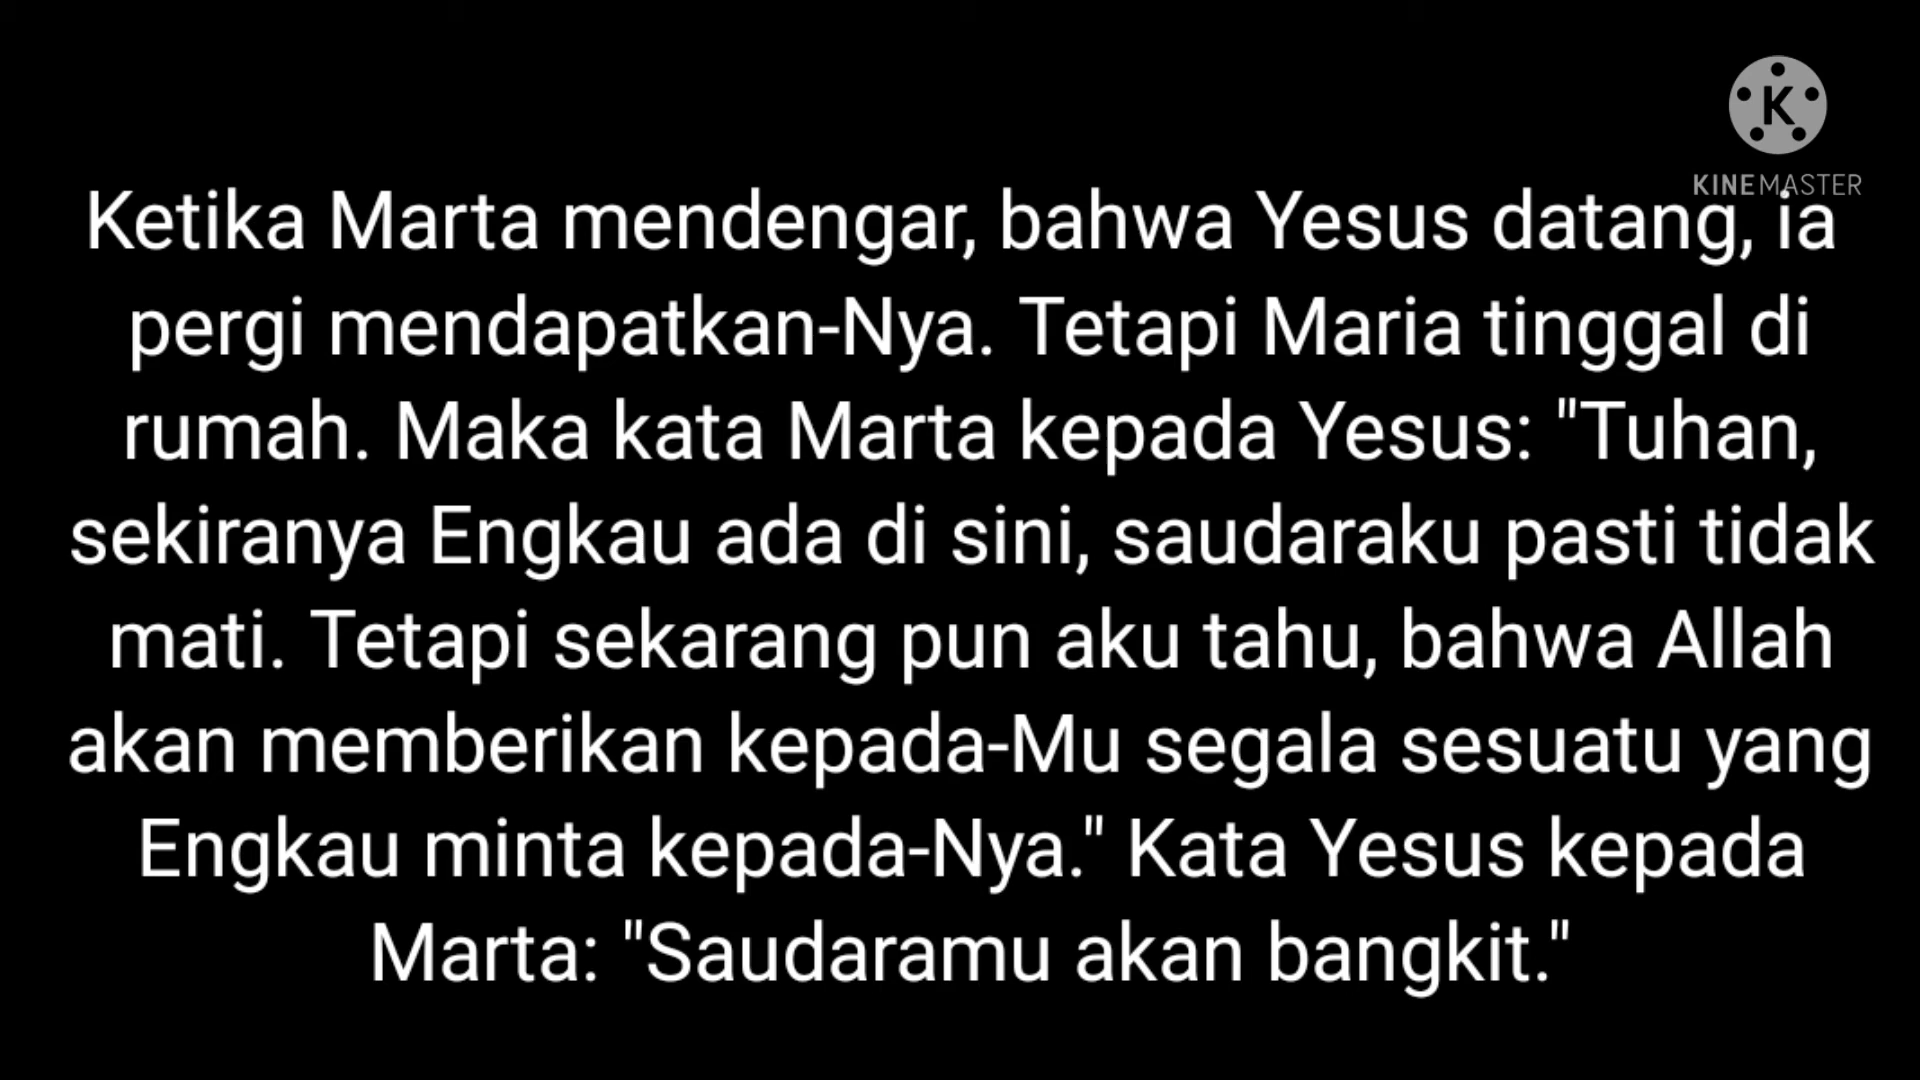 KINEMASTER
Ketika Marta mendengar, bahwa Yesus datang, ia
pergi mendapatkan-Nya. Tetapi Maria tinggal di
rumah. Maka kata Marta kepada Yesus: "Tuhan,
sekiranya Engkau ada di sini, saudaraku pasti tidak
mati. Tetapi sekarang pun aku tahu, bahwa Allah
akan memberikan kepada-Mu segala sesuatu yang
Engkau minta kepada-Nya." Kata Yesus kepada
Marta: "Saudaramu akan bangkit."